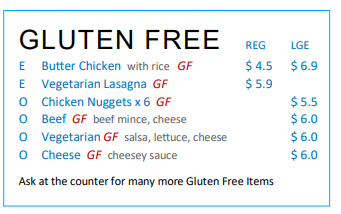 GLUTEN FREE REG LGE
E Butter Chicken with rice GF $ 4.5 $ 6.9
E Vegetarian Lasagna GF $ 5.9
O Chicken Nuggets x 6 GF $ 5.5
O Beef GF beef mince, cheese $ 6.0
O Vegetarian GF salsa, lettuce, cheese $ 6.0
O Cheese GF cheesey sauce $ 6.0
Ask at the counter for many more Gluten Free Items